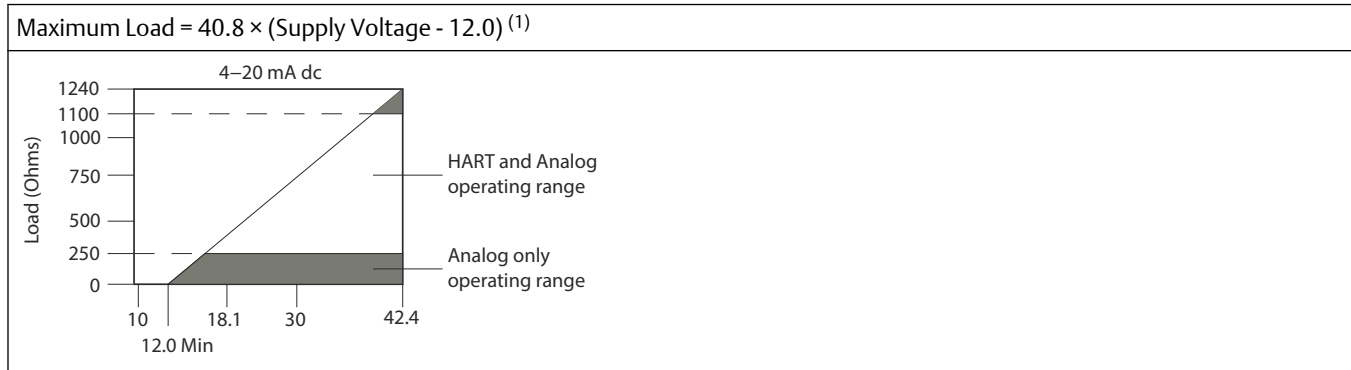 Maximum Load = 40.8 × (Supply Voltage - 12.0) (1)
4–20 mA dc
1240
1100
1000
750
500
250
0
Load (Ohms)
HART and Analog
operating range
Analog only
operating range
10
18.1
30
42.4
12.0 Min